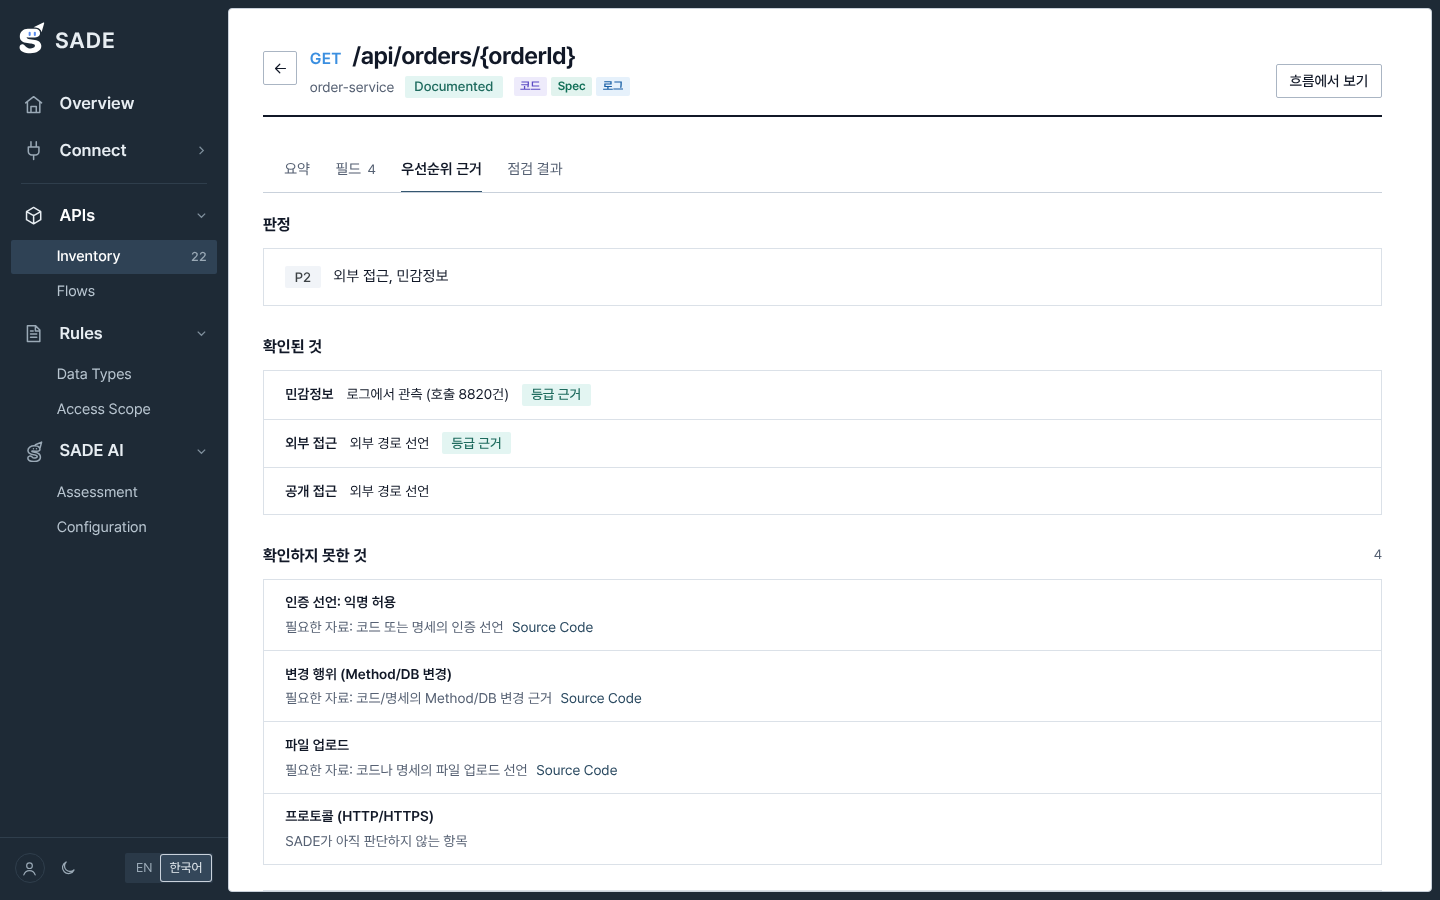 SADE
Overview
Connect
APIs
Inventory 22
Flows
Rules
Data Types
Access Scope
SADE AI
Assessment
Configuration
EN 한국어
GET /api/orders/{orderId}
order-service Documented 코드 Spec 로그
흐름에서 보기
요약 필드 4 우선순위 근거 점검 결과
판정
P2 외부 접근, 민감정보
확인된 것
민감정보 로그에서 관측 (호출 8820건) 등급 근거
외부 접근 외부 경로 선언 등급 근거
공개 접근 외부 경로 선언
확인하지 못한 것 4
인증 선언: 익명 허용
필요한 자료: 코드 또는 명세의 인증 선언 Source Code
변경 행위 (Method/DB 변경)
필요한 자료: 코드/명세의 Method/DB 변경 근거 Source Code
파일 업로드
필요한 자료: 코드나 명세의 파일 업로드 선언 Source Code
프로토콜 (HTTP/HTTPS)
SADE가 아직 판단하지 않는 항목